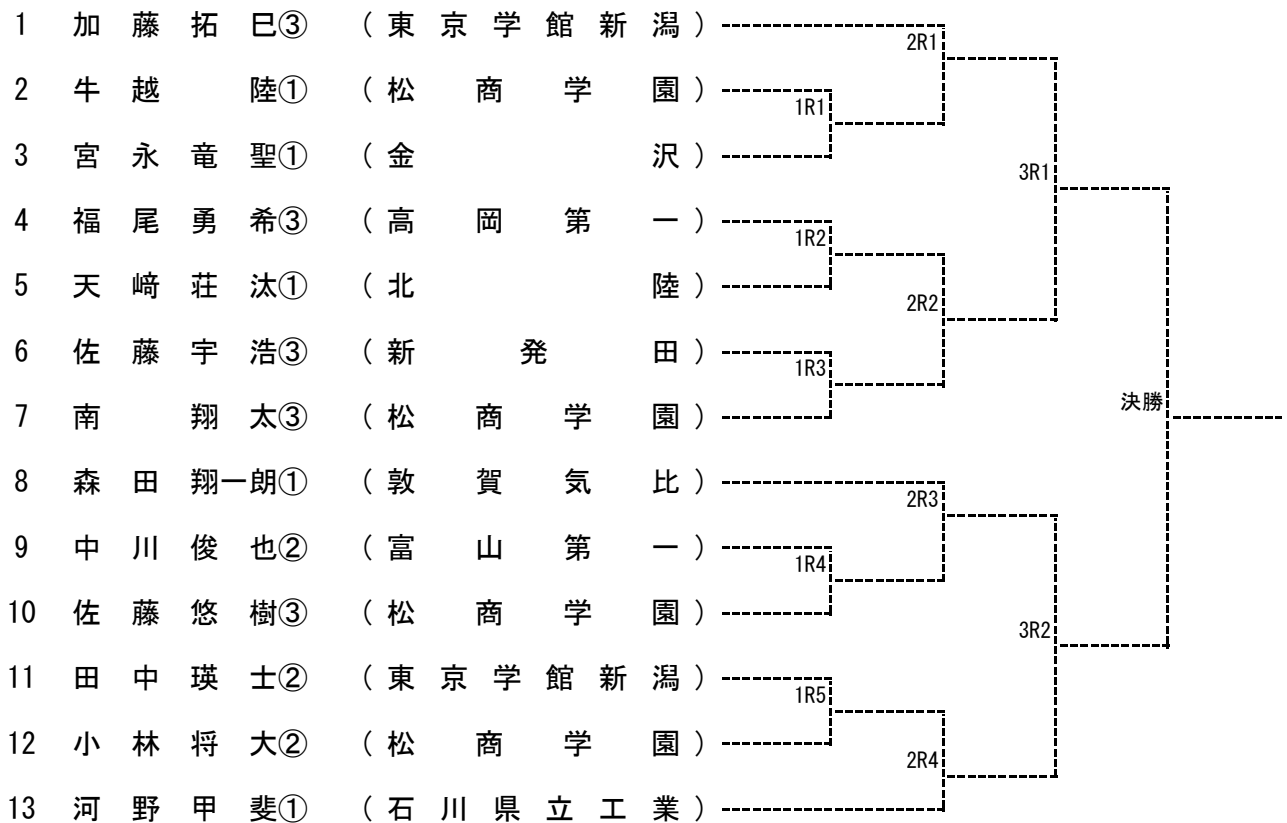 1 加藤拓巳③ (東京学館新潟)
2R1
2 牛越 陸① (松商学園)
1R1
3 宮永竜聖① (金沢)
3R1
4 福尾勇希③ (高岡第一)
1R2
5 天﨑荘汰① (北陸)
2R2
6 佐藤宇浩③ (新発田)
1R3
7 南 翔太③ (松商学園)
決勝
8 森田翔一朗① (敦賀気比)
2R3
9 中川俊也② (富山第一)
1R4
10 佐藤悠樹③ (松商学園)
3R2
11 田中瑛士② (東京学館新潟)
1R5
12 小林将大② (松商学園)
2R4
13 河野甲斐① (石川県立工業)